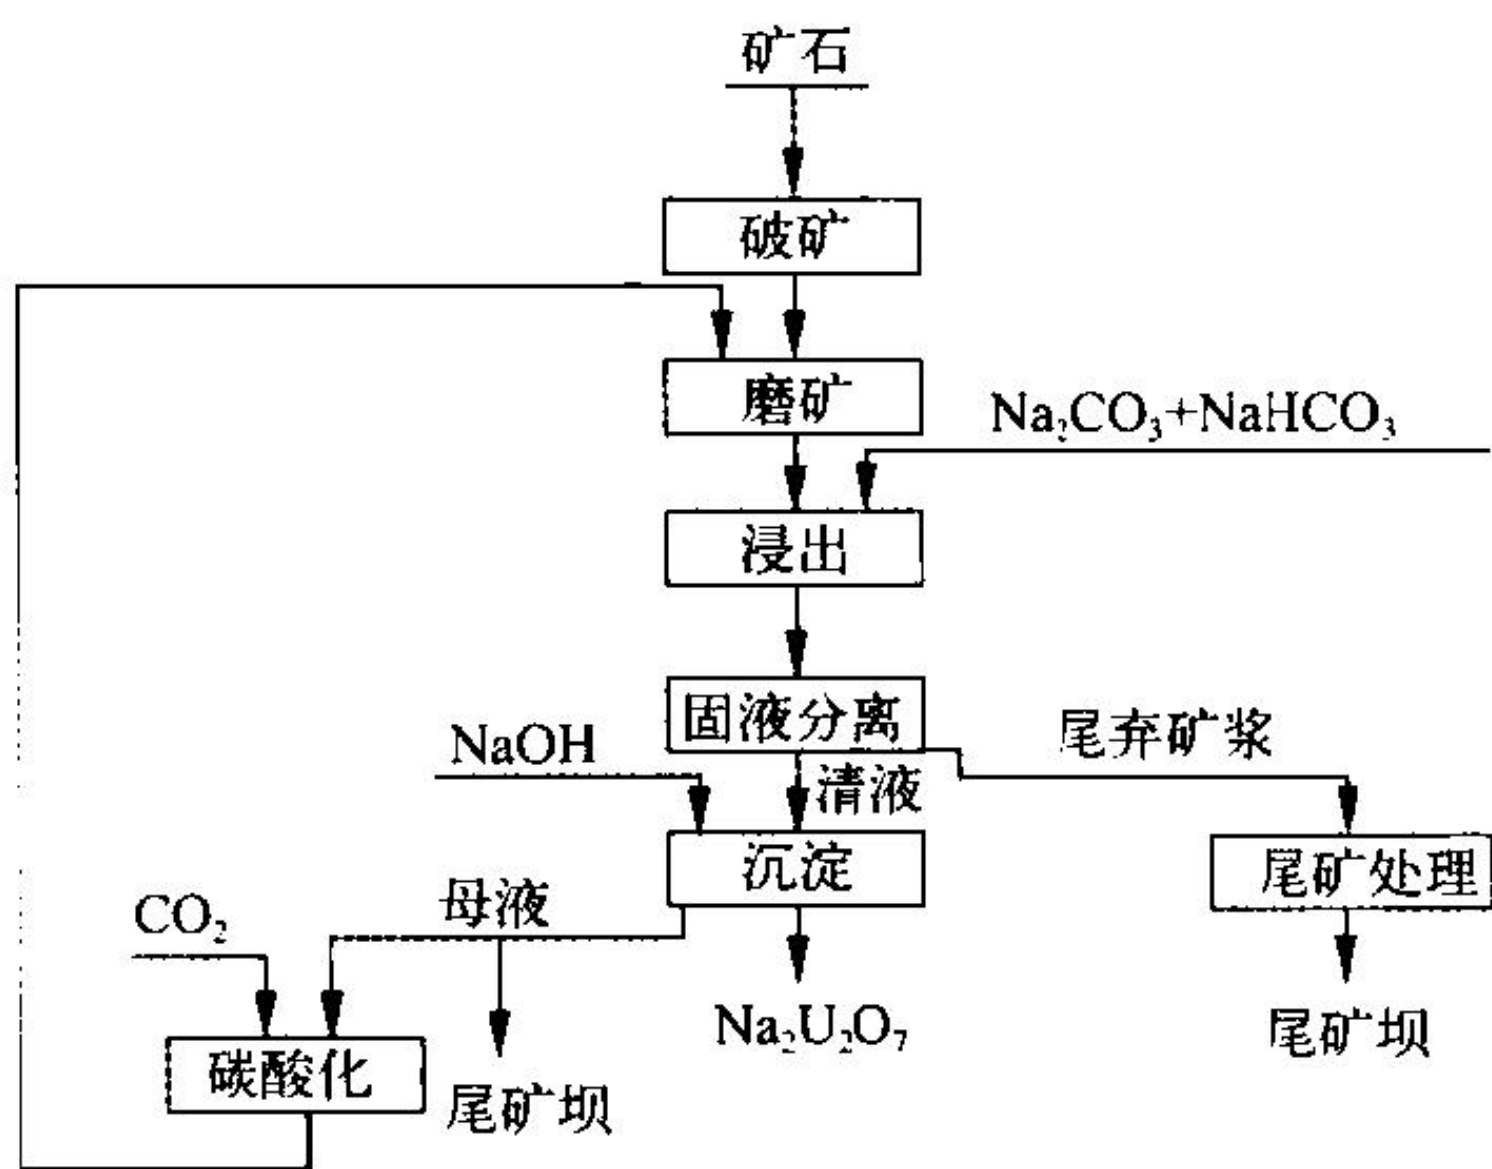 矿石
破矿
磨矿
Na₂CO₃+NaHCO₃
浸出
固液分离
NaOH
尾弃矿浆
清液
沉淀
尾矿处理
母液
CO₂
Na₂U₂O₇
尾矿坝
碳酸化
尾矿坝